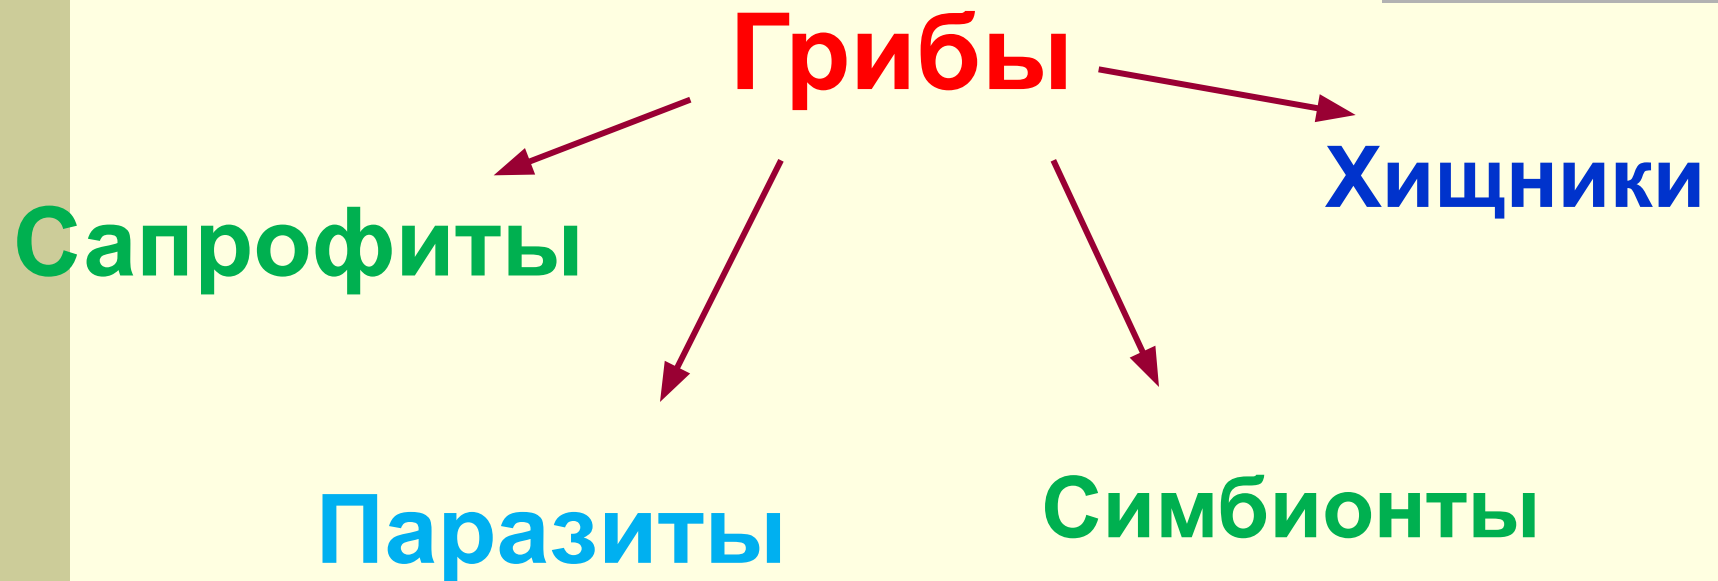 Грибы
Хищники
Сапрофиты
Паразиты
Симбионты